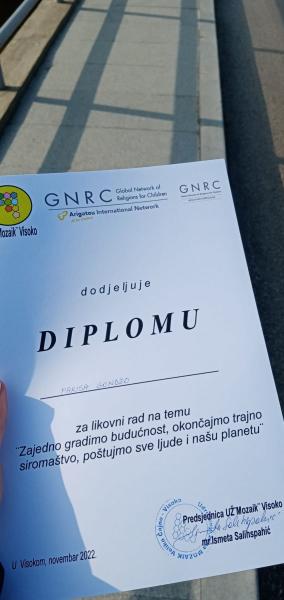 "Mozaik" Visoko
GNRC Global Network of Religions for Children
Arigatou International Network
GNRC
dodjeljuje
DIPLOMU
za likovni rad na temu
"Zajedno gradimo budućnost, okončajmo trajno
siromaštvo, poštujmo sve ljude i našu planetu"
Predsjednica UŽ"Mozaik" Visoko
mr.Ismeta Salihspahić
U Visokom, novembar 2022.